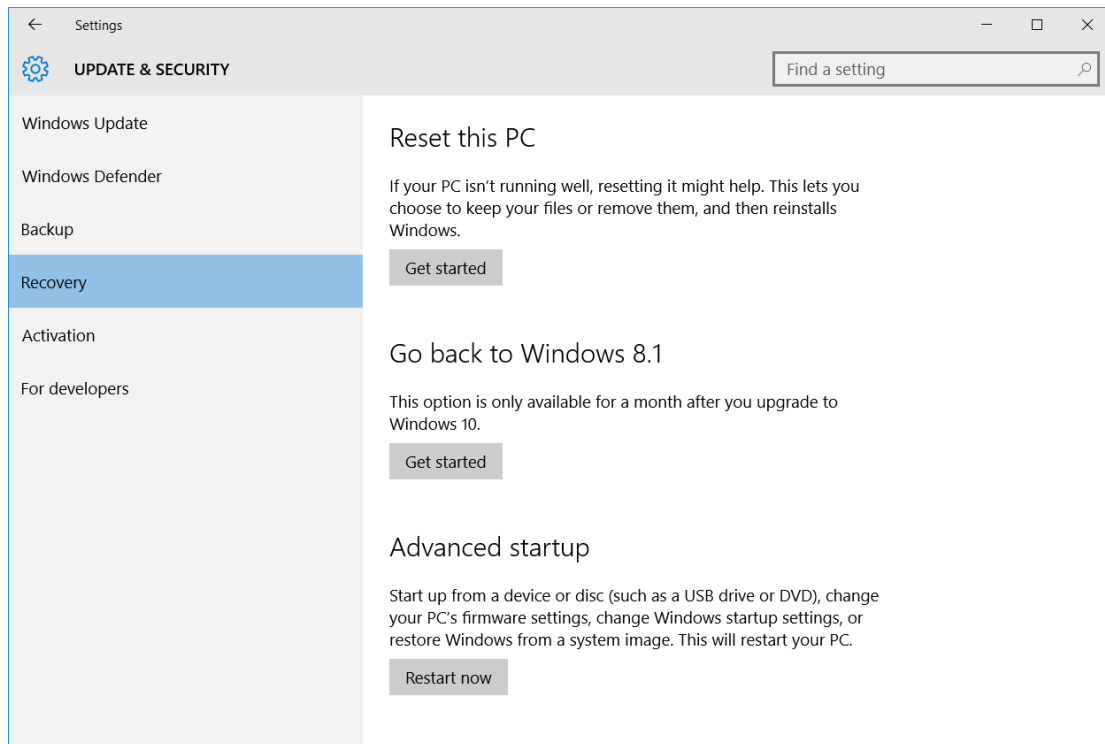 Settings
UPDATE & SECURITY
Find a setting
Windows Update
Windows Defender
Backup
Recovery
Activation
For developers
Reset this PC
If your PC isn't running well, resetting it might help. This lets you
choose to keep your files or remove them, and then reinstalls
Windows.
Get started
Go back to Windows 8.1
This option is only available for a month after you upgrade to
Windows 10.
Get started
Advanced startup
Start up from a device or disc (such as a USB drive or DVD), change
your PC's firmware settings, change Windows startup settings, or
restore Windows from a system image. This will restart your PC.
Restart now